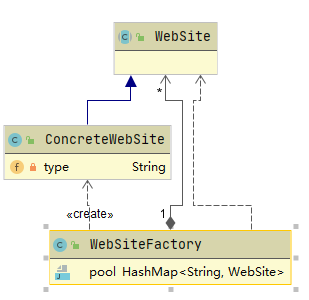 C WebSite
*
C ConcreteWebSite
f type String
«create»
1
C WebSiteFactory
pool HashMap<String, WebSite>